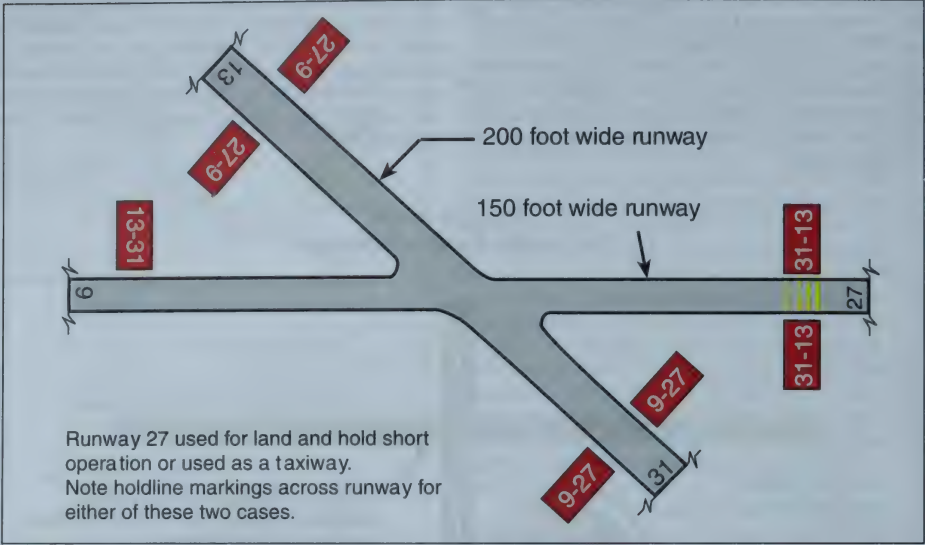 27-9
13
27-9
200 foot wide runway
150 foot wide runway
13-31
31-13
9
27
31-13
9-27
Runway 27 used for land and hold short
operation or used as a taxiway.
Note holdline markings across runway for
either of these two cases.
9-27
31